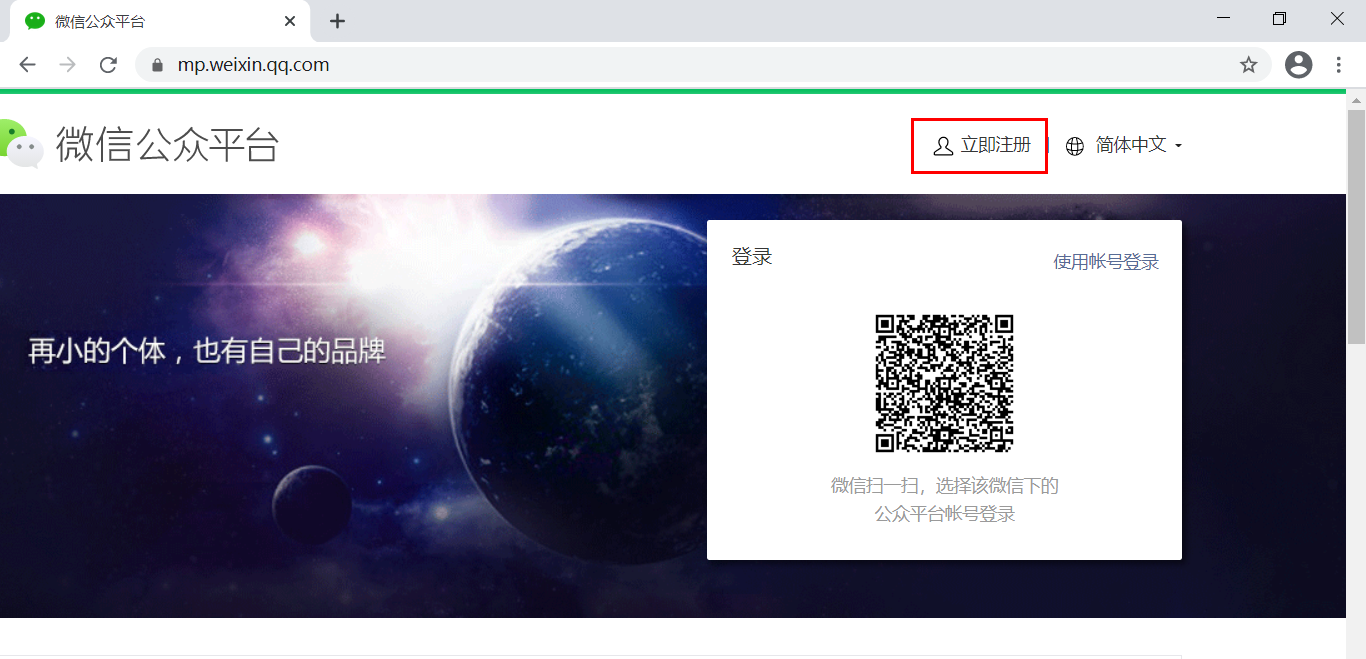 微信公众平台
mp.weixin.qq.com
微信公众平台
立即注册
简体中文
登录
使用帐号登录
再小的个体，也有自己的品牌
微信扫一扫，选择该微信下的
公众平台帐号登录